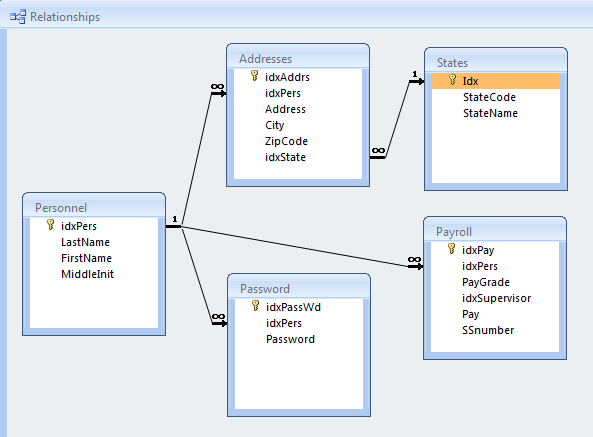 Relationships
Addresses
idxAddrs
idxPers
Address
City
ZipCode
idxState
States
Idx
StateCode
StateName
Personnel
idxPers
LastName
FirstName
MiddleInit
Password
idxPassWd
idxPers
Password
Payroll
idxPay
idxPers
PayGrade
idxSupervisor
Pay
SSnumber
1
∞
∞
∞
∞
1